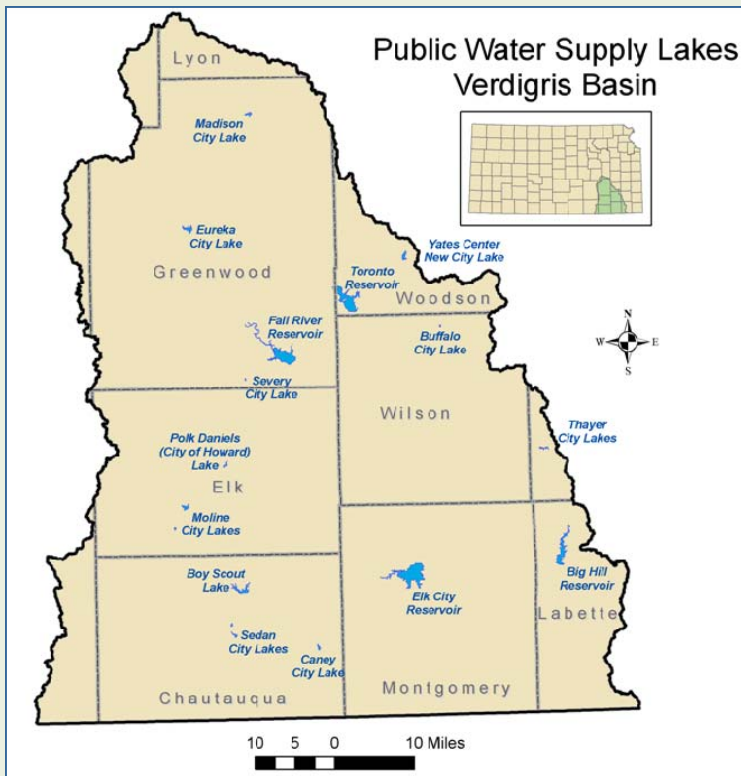 Public Water Supply Lakes
Verdigris Basin
Lyon
Madison
City Lake
Eureka
City Lake
Greenwood
Yates Center
New City Lake
Toronto
Reservoir
Woodson
Fall River
Reservoir
Buffalo
City Lake
N
W
E
S
Severy
City Lake
Wilson
Thayer
City Lakes
Polk Daniels
(City of Howard)
Lake
Elk
Moline
City Lakes
Boy Scout
Lake
Elk City
Reservoir
Big Hill
Reservoir
Labette
Sedan
City Lakes
Caney
City Lake
Chautauqua
Montgomery
10 5 0 10 Miles